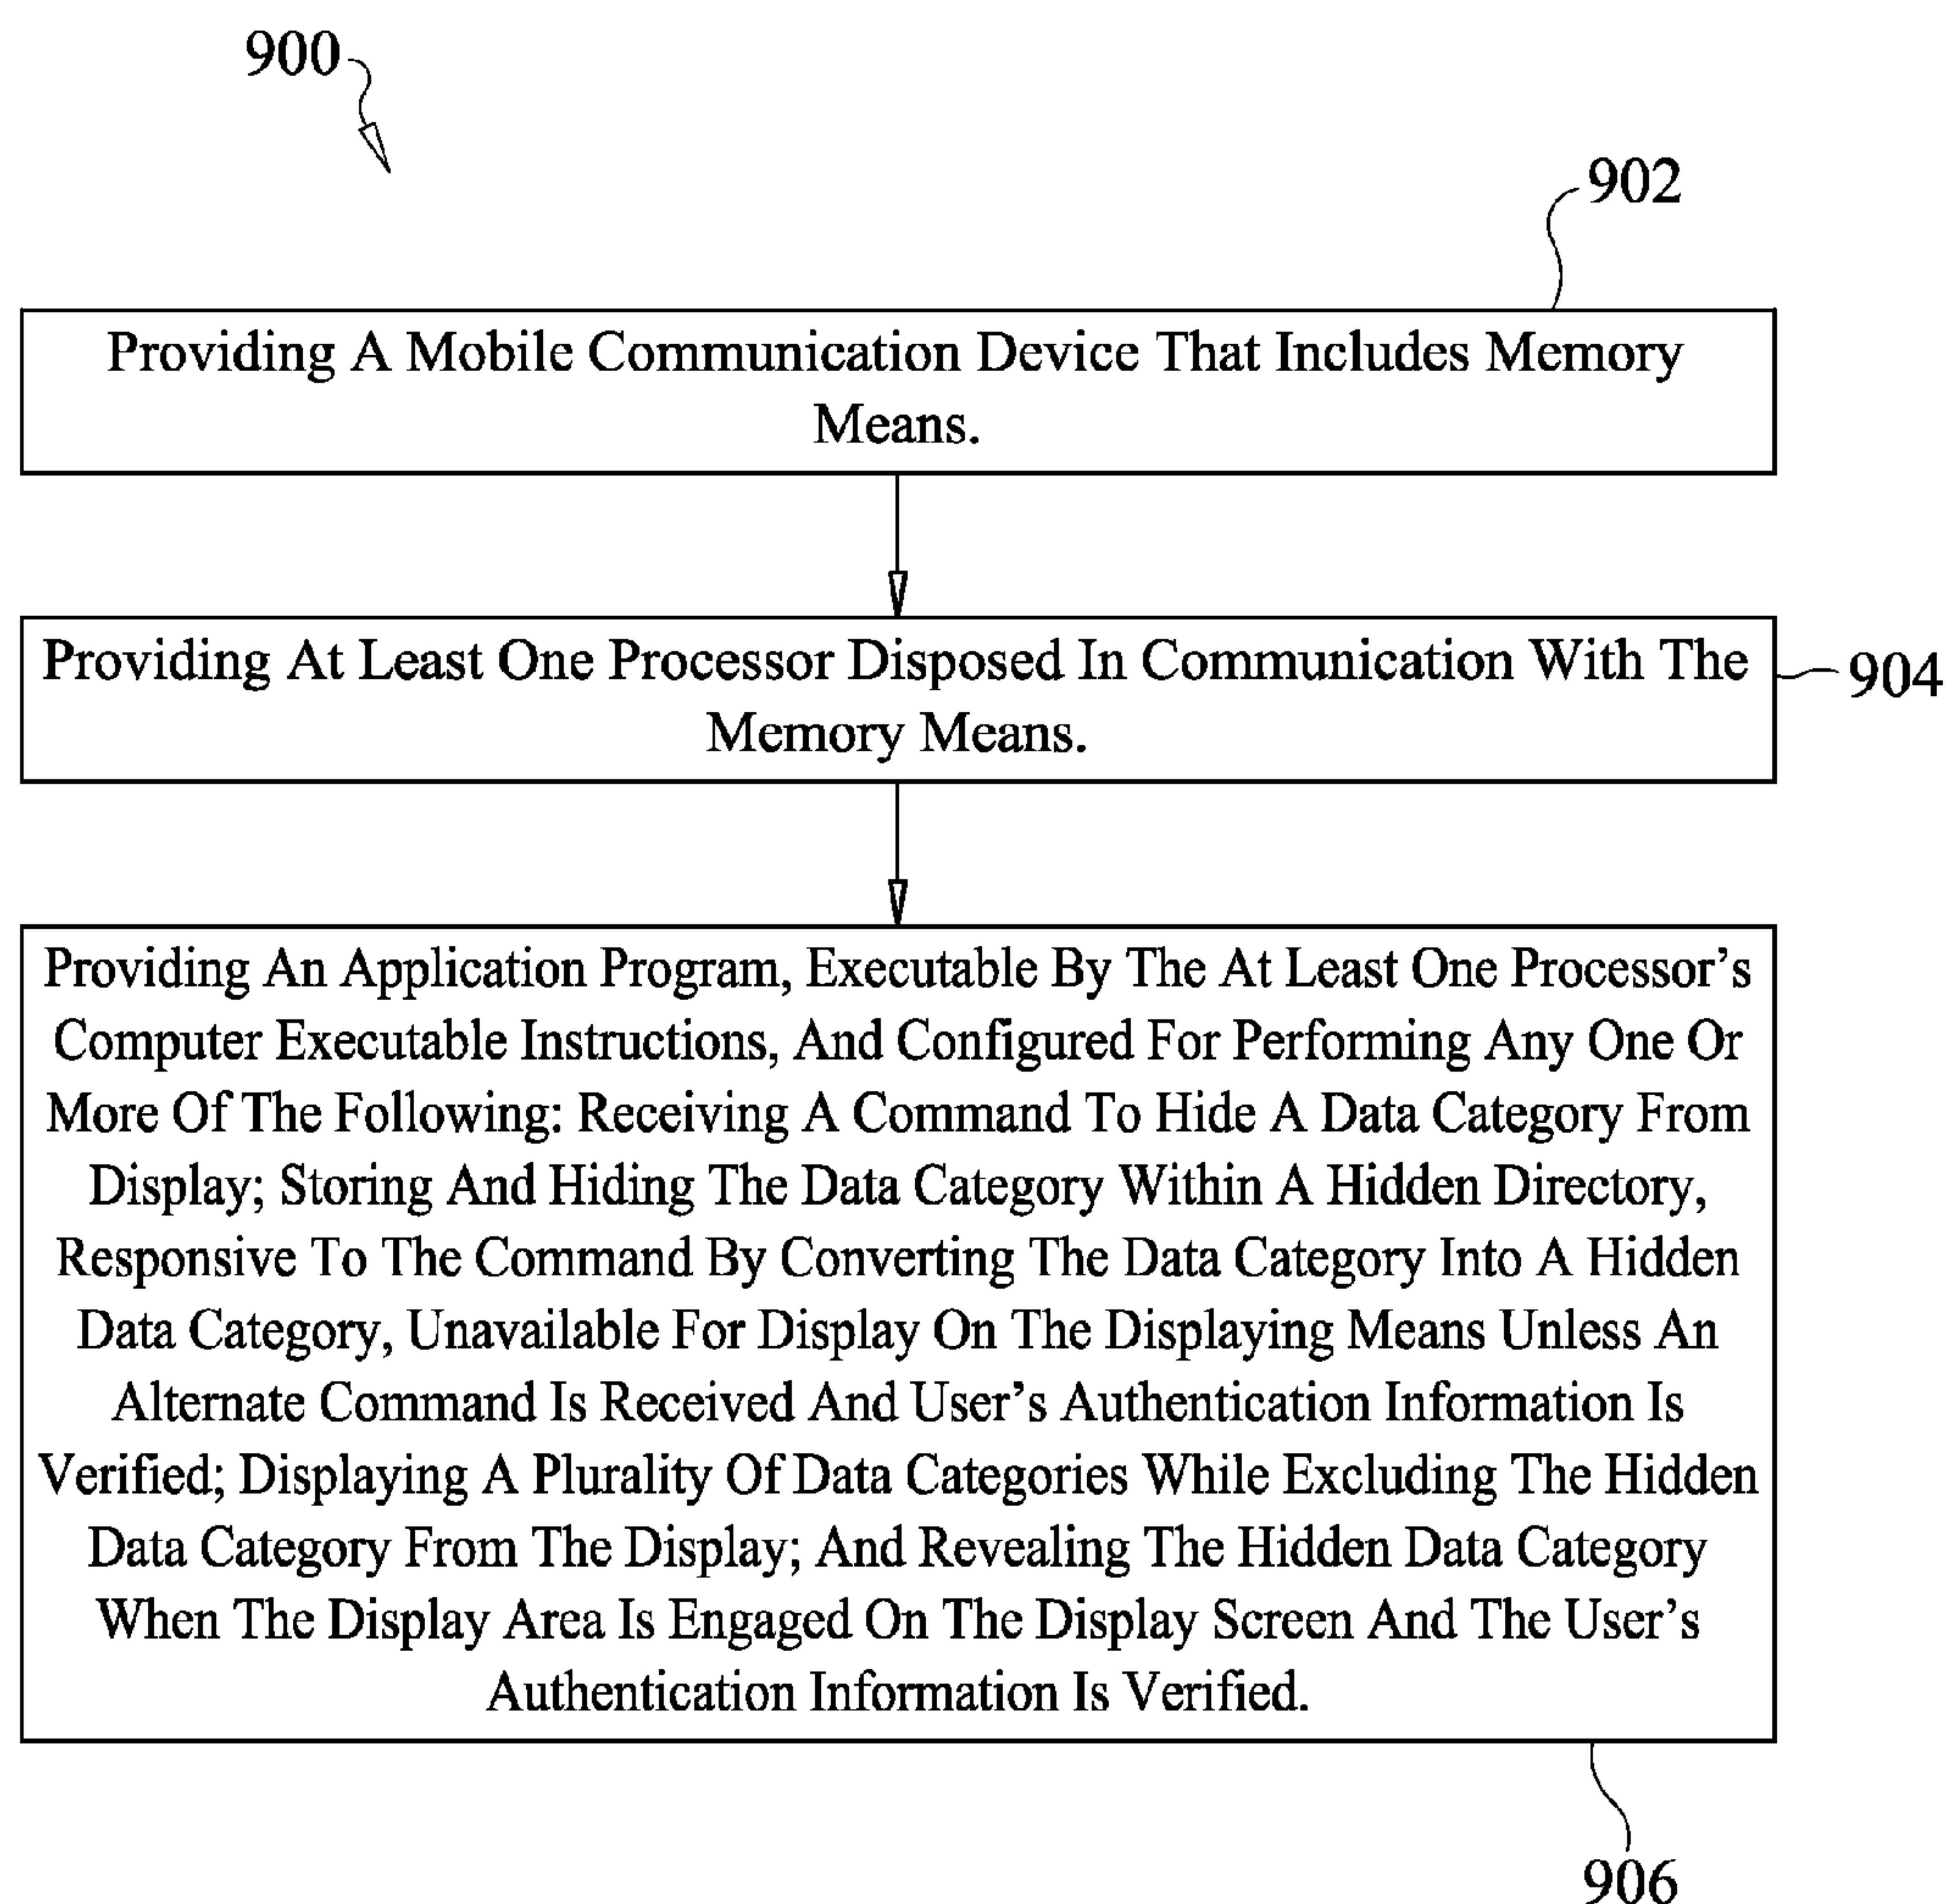 900
902
Providing A Mobile Communication Device That Includes Memory
Means.
Providing At Least One Processor Disposed In Communication With The
Memory Means.
904
Providing An Application Program, Executable By The At Least One Processor’s
Computer Executable Instructions, And Configured For Performing Any One Or
More Of The Following: Receiving A Command To Hide A Data Category From
Display; Storing And Hiding The Data Category Within A Hidden Directory,
Responsive To The Command By Converting The Data Category Into A Hidden
Data Category, Unavailable For Display On The Displaying Means Unless An
Alternate Command Is Received And User’s Authentication Information Is
Verified; Displaying A Plurality Of Data Categories While Excluding The Hidden
Data Category From The Display; And Revealing The Hidden Data Category
When The Display Area Is Engaged On The Display Screen And The User’s
Authentication Information Is Verified.
906